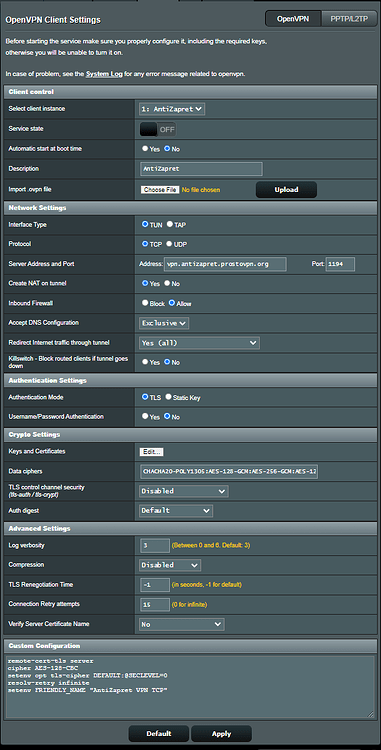 OpenVPN Client Settings
OpenVPN PPTP/L2TP
Before starting the service make sure you properly configure it, including the required keys,
otherwise you will be unable to turn it on.
In case of problem, see the System Log for any error message related to openvpn.
Client control
Select client instance 1: AntiZapret
Service state OFF
Automatic start at boot time Yes No
Description AntiZapret
Import .ovpn file Choose File No file chosen Upload
Network Settings
Interface Type TUN TAP
Protocol TCP UDP
Server Address and Port Address: vpn.antizapret.prostovpn.org Port: 1194
Create NAT on tunnel Yes No
Inbound Firewall Block Allow
Accept DNS Configuration Exclusive
Redirect Internet traffic through tunnel Yes (all)
Killswitch - Block routed clients if tunnel goes
down Yes No
Authentication Settings
Authentication Mode TLS Static Key
Username/Password Authentication Yes No
Crypto Settings
Keys and Certificates Edit...
Data ciphers CHACHA20-POLY1305:AES-128-GCM:AES-256-GCM:AES-12
TLS control channel security
(tls-auth / tls-crypt) Disabled
Auth digest Default
Advanced Settings
Log verbosity 3 (Between 0 and 6. Default: 3)
Compression Disabled
TLS Renegotiation Time -1 (in seconds, -1 for default)
Connection Retry attempts 15 (0 for infinite)
Verify Server Certificate Name No
Custom Configuration
remote-cert-tls server
cipher AES-128-CBC
setenv opt tls-cipher DEFAULT:@SECLEVEL=0
resolv-retry infinite
setenv FRIENDLY_NAME "AntiZapret VPN TCP"
Default Apply